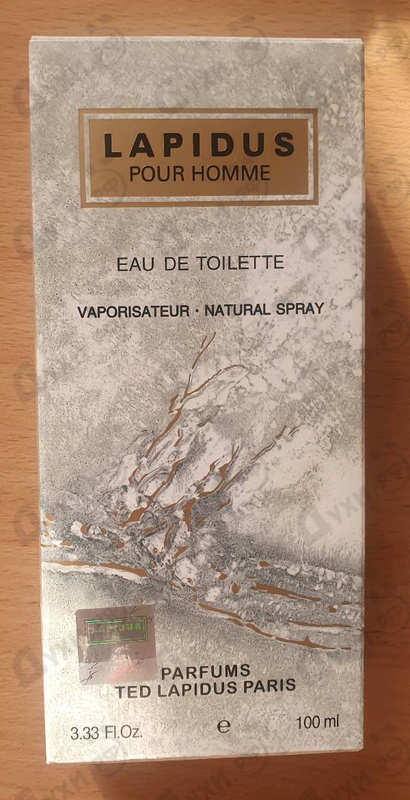 LAPIDUS
POUR HOMME
EAU DE TOILETTE
VAPORISATEUR · NATURAL SPRAY
LAPIDUS
PARFUMS
TED LAPIDUS PARIS
3.33 Fl.Oz. ℮ 100 ml